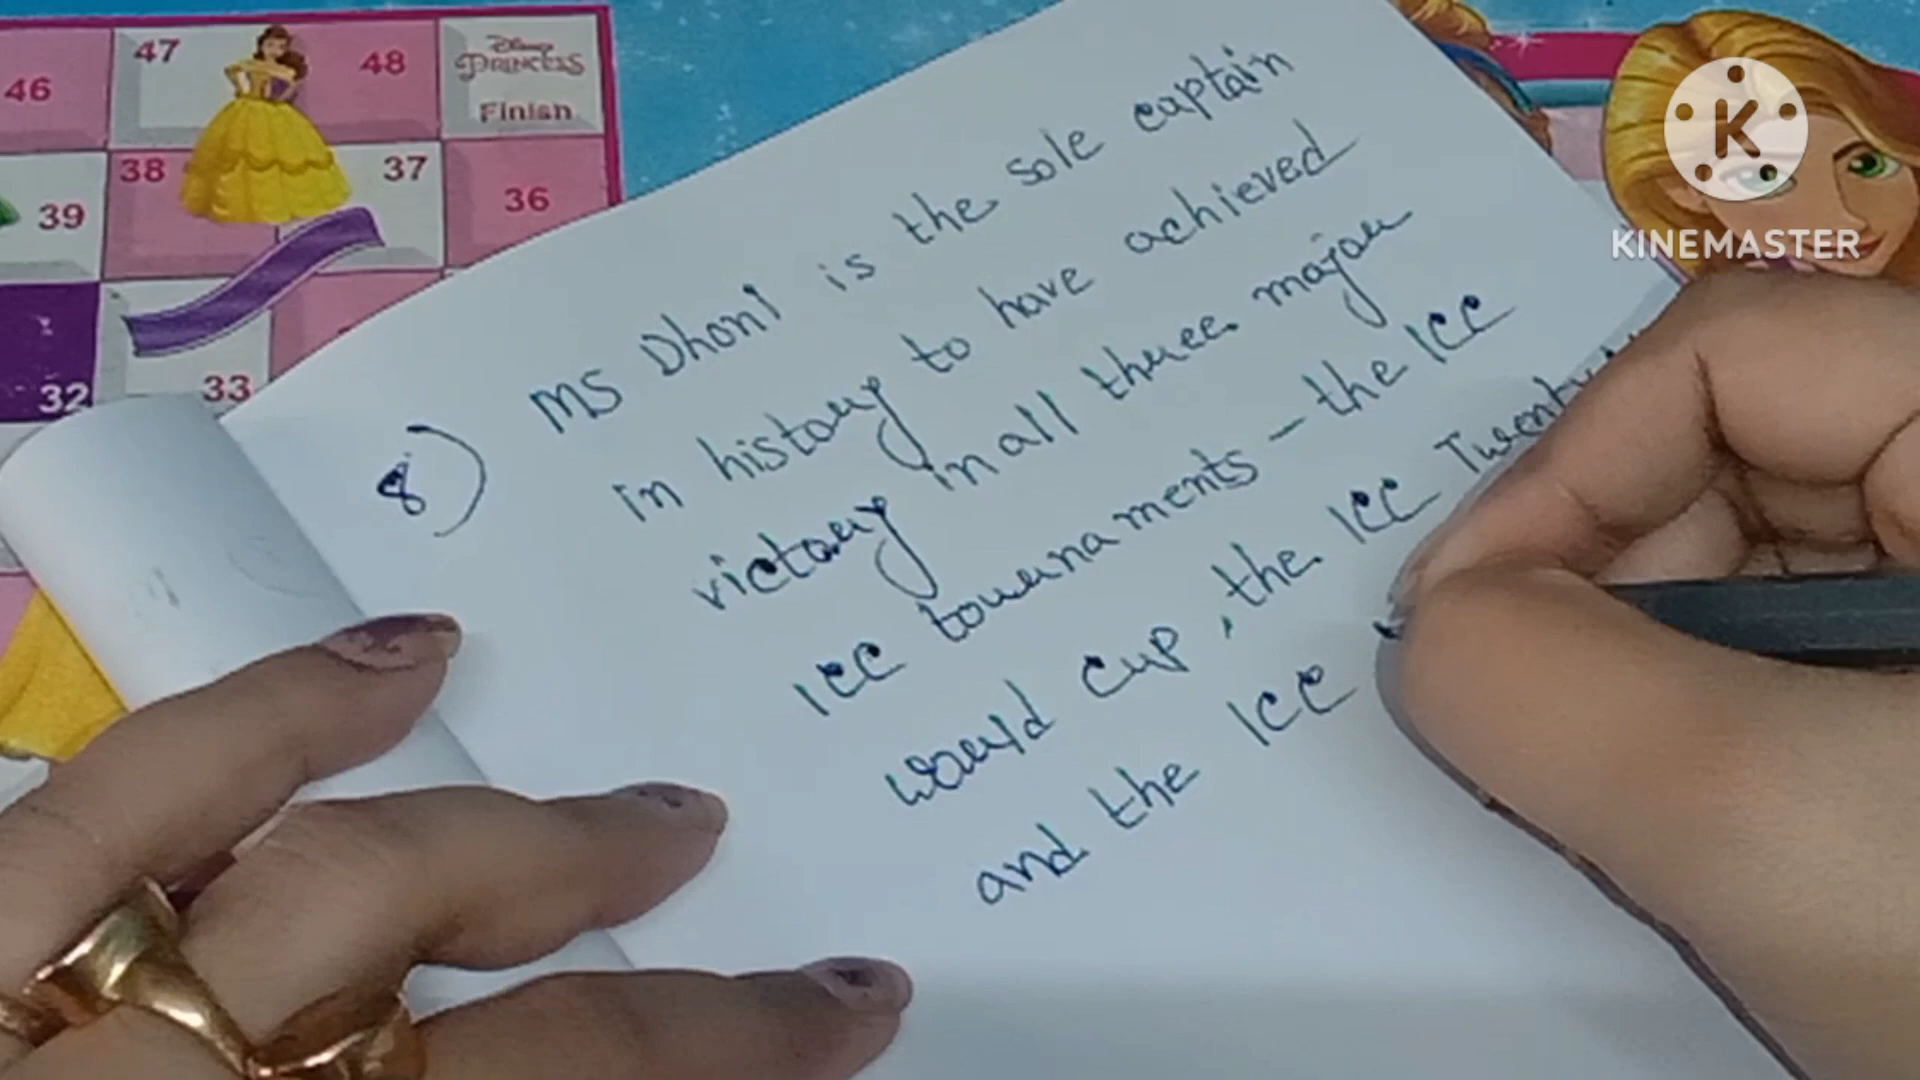 46
47
48
Disney
PRINCESS
Finish
39
38
37
36
32
33
K
KINEMASTER
8) MS Dhoni is the sole captain
in history to have achieved
victory in all three major
ICC tournaments - the ICC
world cup, the ICC Twenty
and the ICC